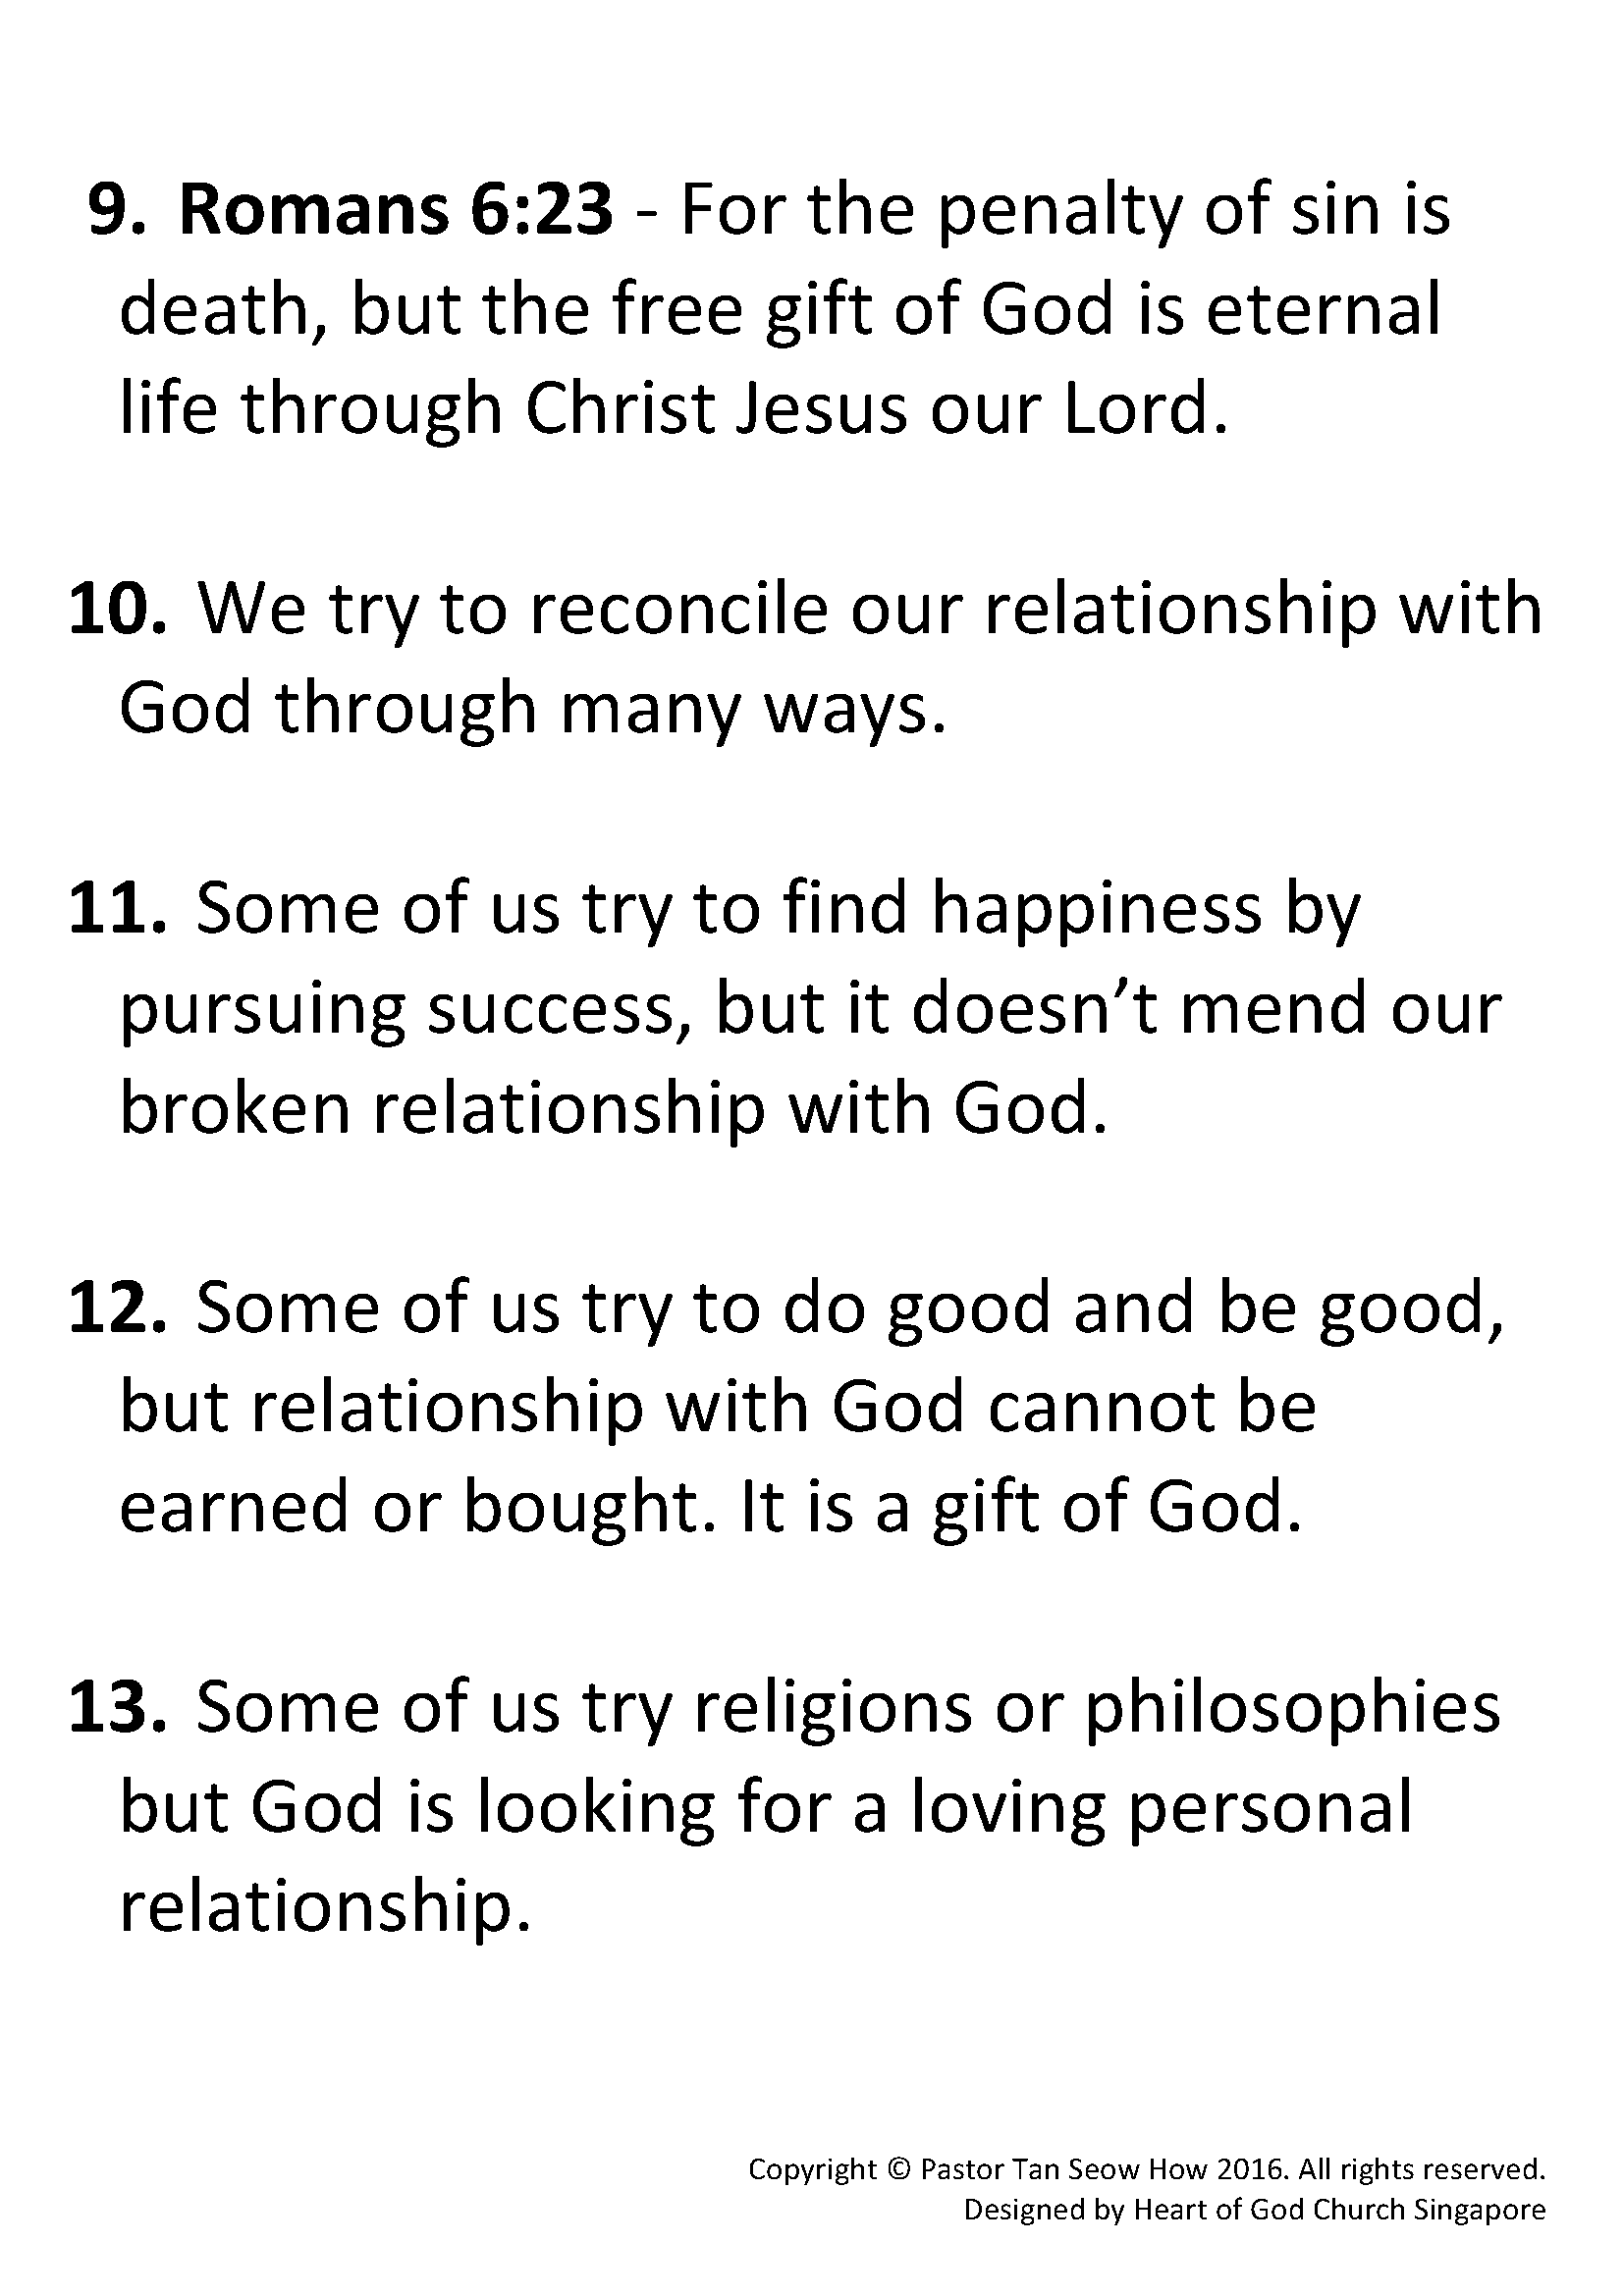 9. Romans 6:23 - For the penalty of sin is
death, but the free gift of God is eternal
life through Christ Jesus our Lord.
10. We try to reconcile our relationship with
God through many ways.
11. Some of us try to find happiness by
pursuing success, but it doesn’t mend our
broken relationship with God.
12. Some of us try to do good and be good,
but relationship with God cannot be
earned or bought. It is a gift of God.
13. Some of us try religions or philosophies
but God is looking for a loving personal
relationship.
Copyright © Pastor Tan Seow How 2016. All rights reserved.
Designed by Heart of God Church Singapore